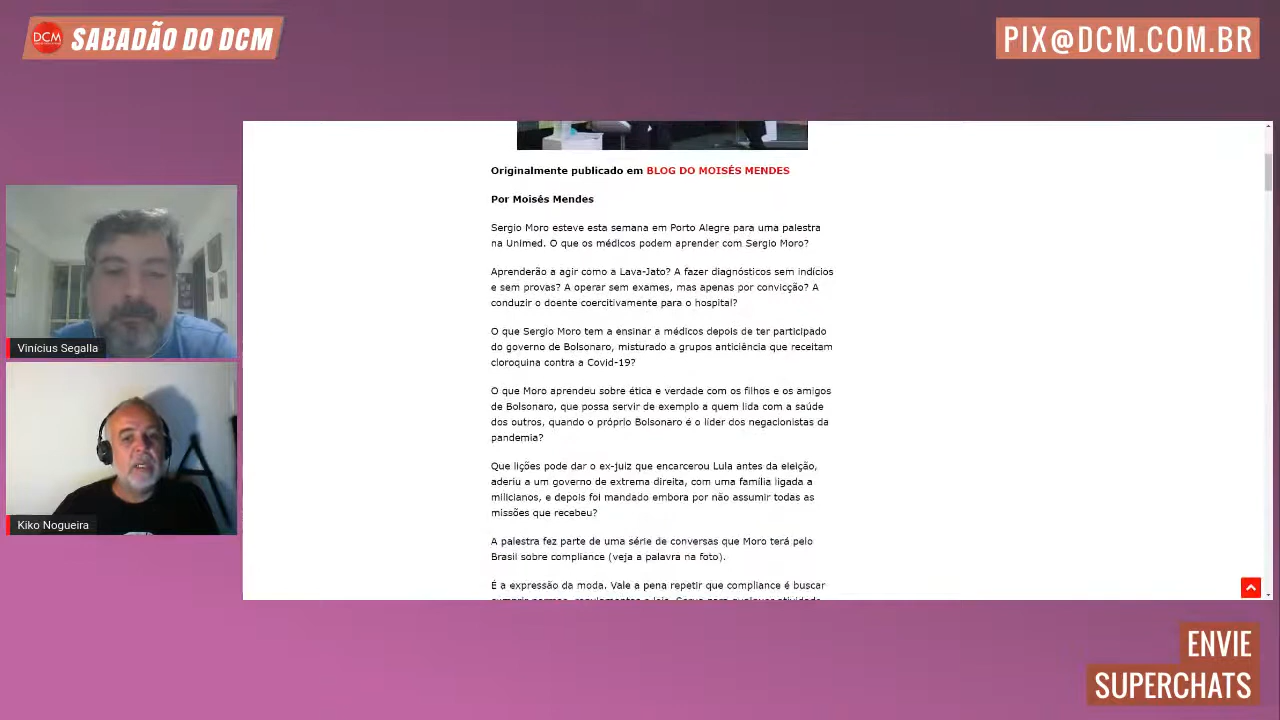 DCM
SABADÃO DO DCM
PIX@DCM.COM.BR
Originalmente publicado em BLOG DO MOISÉS MENDES
Por Moisés Mendes
Sergio Moro esteve esta semana em Porto Alegre para uma palestra
na Unimed. O que os médicos podem aprender com Sergio Moro?
Aprenderão a agir como a Lava-Jato? A fazer diagnósticos sem indícios
e sem provas? A operar sem exames, mas apenas por convicção? A
conduzir o doente coercitivamente para o hospital?
O que Sergio Moro tem a ensinar a médicos depois de ter participado
do governo de Bolsonaro, misturado a grupos anticiência que receitam
cloroquina contra a Covid-19?
O que Moro aprendeu sobre ética e verdade com os filhos e os amigos
de Bolsonaro, que possa servir de exemplo a quem lida com a saúde
dos outros, quando o próprio Bolsonaro é o líder dos negacionistas da
pandemia?
Que lições pode dar o ex-juiz que encarcerou Lula antes da eleição,
aderiu a um governo de extrema direita, com uma família ligada a
milicianos, e depois foi mandado embora por não assumir todas as
missões que recebeu?
A palestra fez parte de uma série de conversas que Moro terá pelo
Brasil sobre compliance (veja a palavra na foto).
É a expressão da moda. Vale a pena repetir que compliance é buscar
Vinícius Segalla
Kiko Nogueira
ENVIE
SUPERCHATS